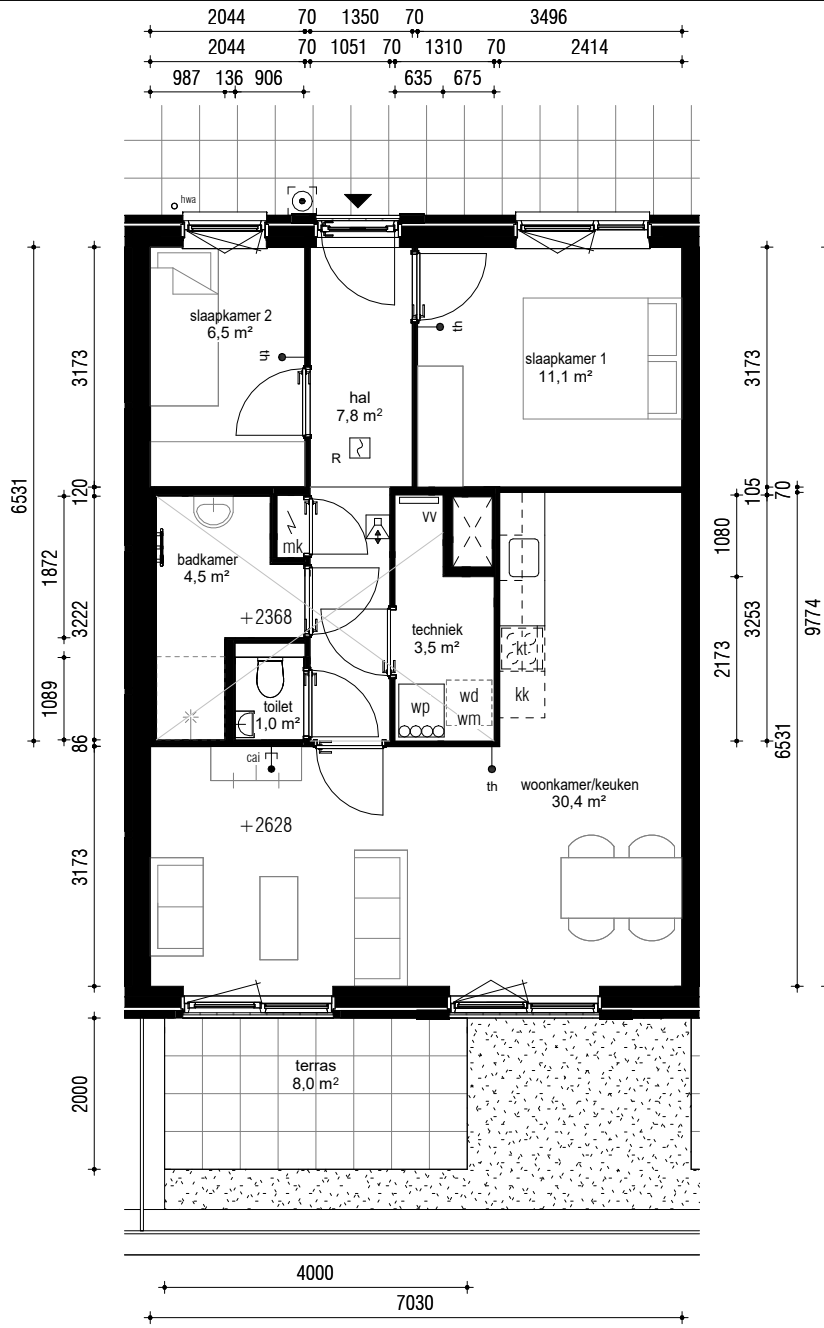 2044 70 1350 70 3496
2044 70 1051 70 1310 70 2414
987 136 906 635 675
hwa
slaapkamer 2
6,5 m²
th
th
slaapkamer 1
11,1 m²
hal
7,8 m²
R
3173
3173
6531
120
105
70
1080
vv
mk
badkamer
4,5 m²
1872
+2368
3222
3253
9774
techniek
3,5 m²
kt
2173
1089
kk
wd
wm
wp
toilet
1,0 m²
86
6531
cai
th
woonkamer/keuken
30,4 m²
+2628
3173
terras
8,0 m²
2000
4000
7030